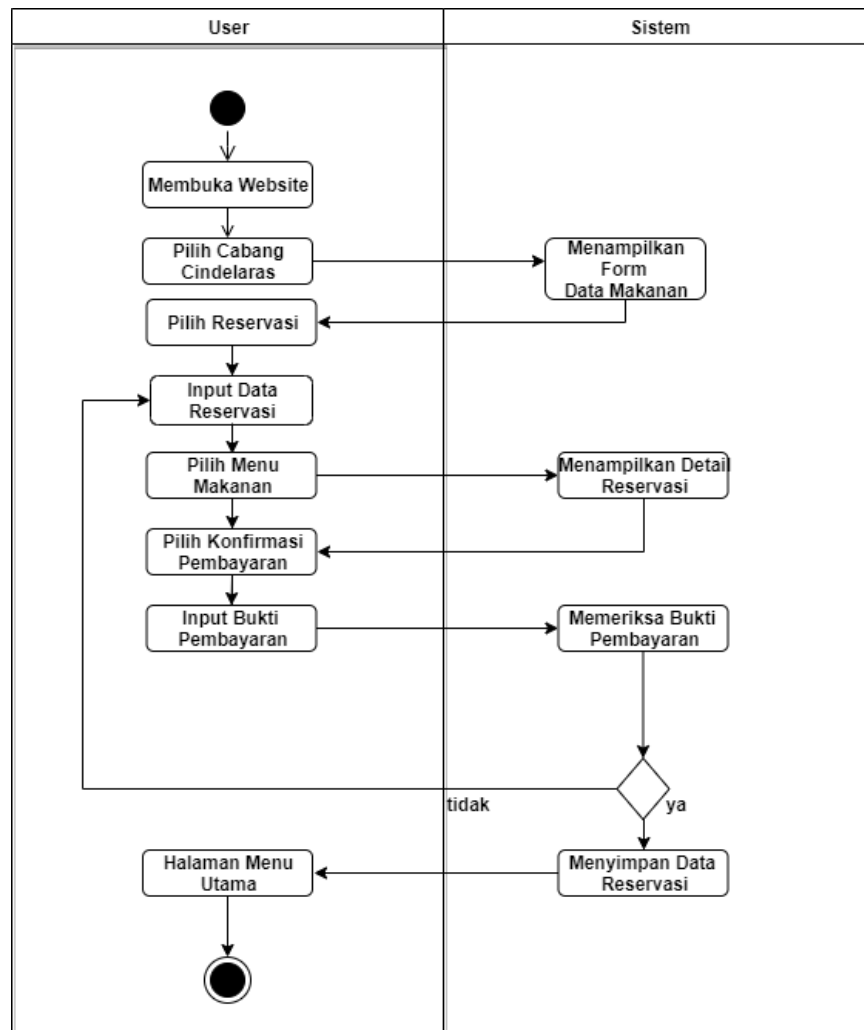 User
Sistem
Membuka Website
Pilih Cabang
Cindelaras
Menampilkan
Form
Data Makanan
Pilih Reservasi
Input Data
Reservasi
Pilih Menu
Makanan
Menampilkan Detail
Reservasi
Pilih Konfirmasi
Pembayaran
Input Bukti
Pembayaran
Memeriksa Bukti
Pembayaran
tidak
ya
Menyimpan Data
Reservasi
Halaman Menu
Utama